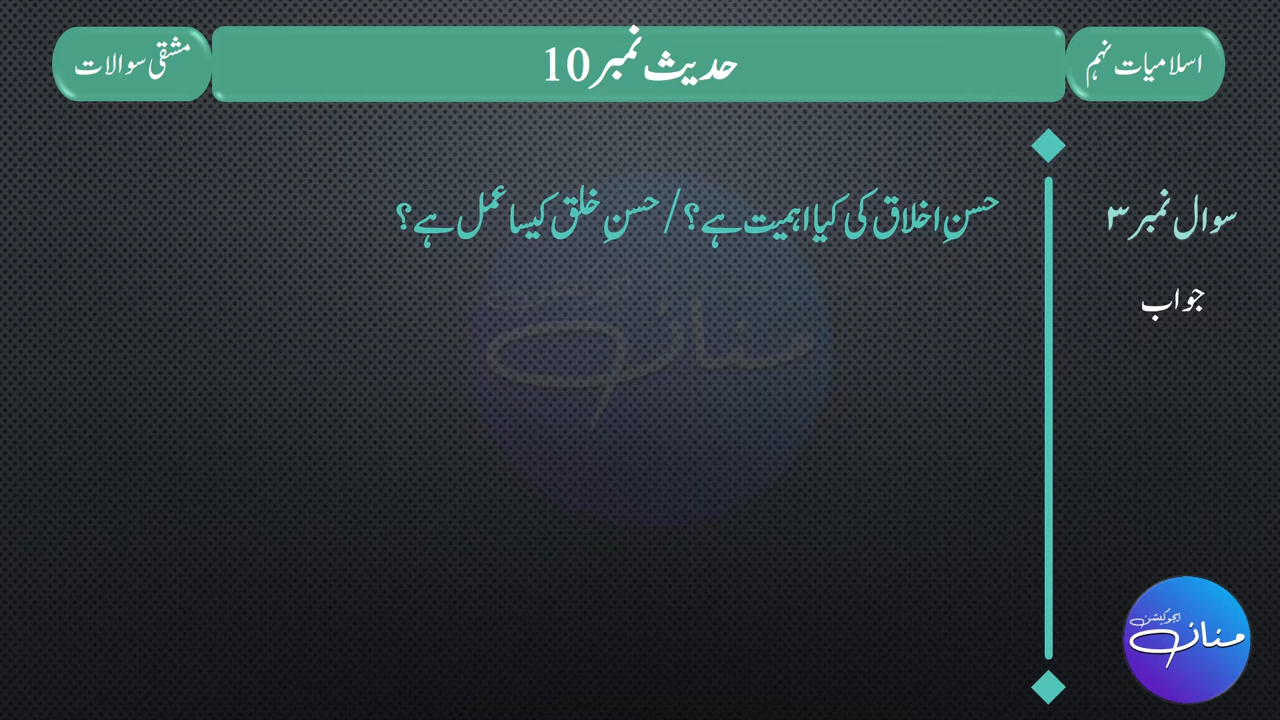 اسلامیات نہم
حدیث نمبر 10
مشقی سوالات
سوال نمبر ۳
حسنِ اخلاق کی کیا اہمیت ہے؟ / حسنِ خلق کیسا عمل ہے؟
جواب
منان
ایجوکیشن
منان